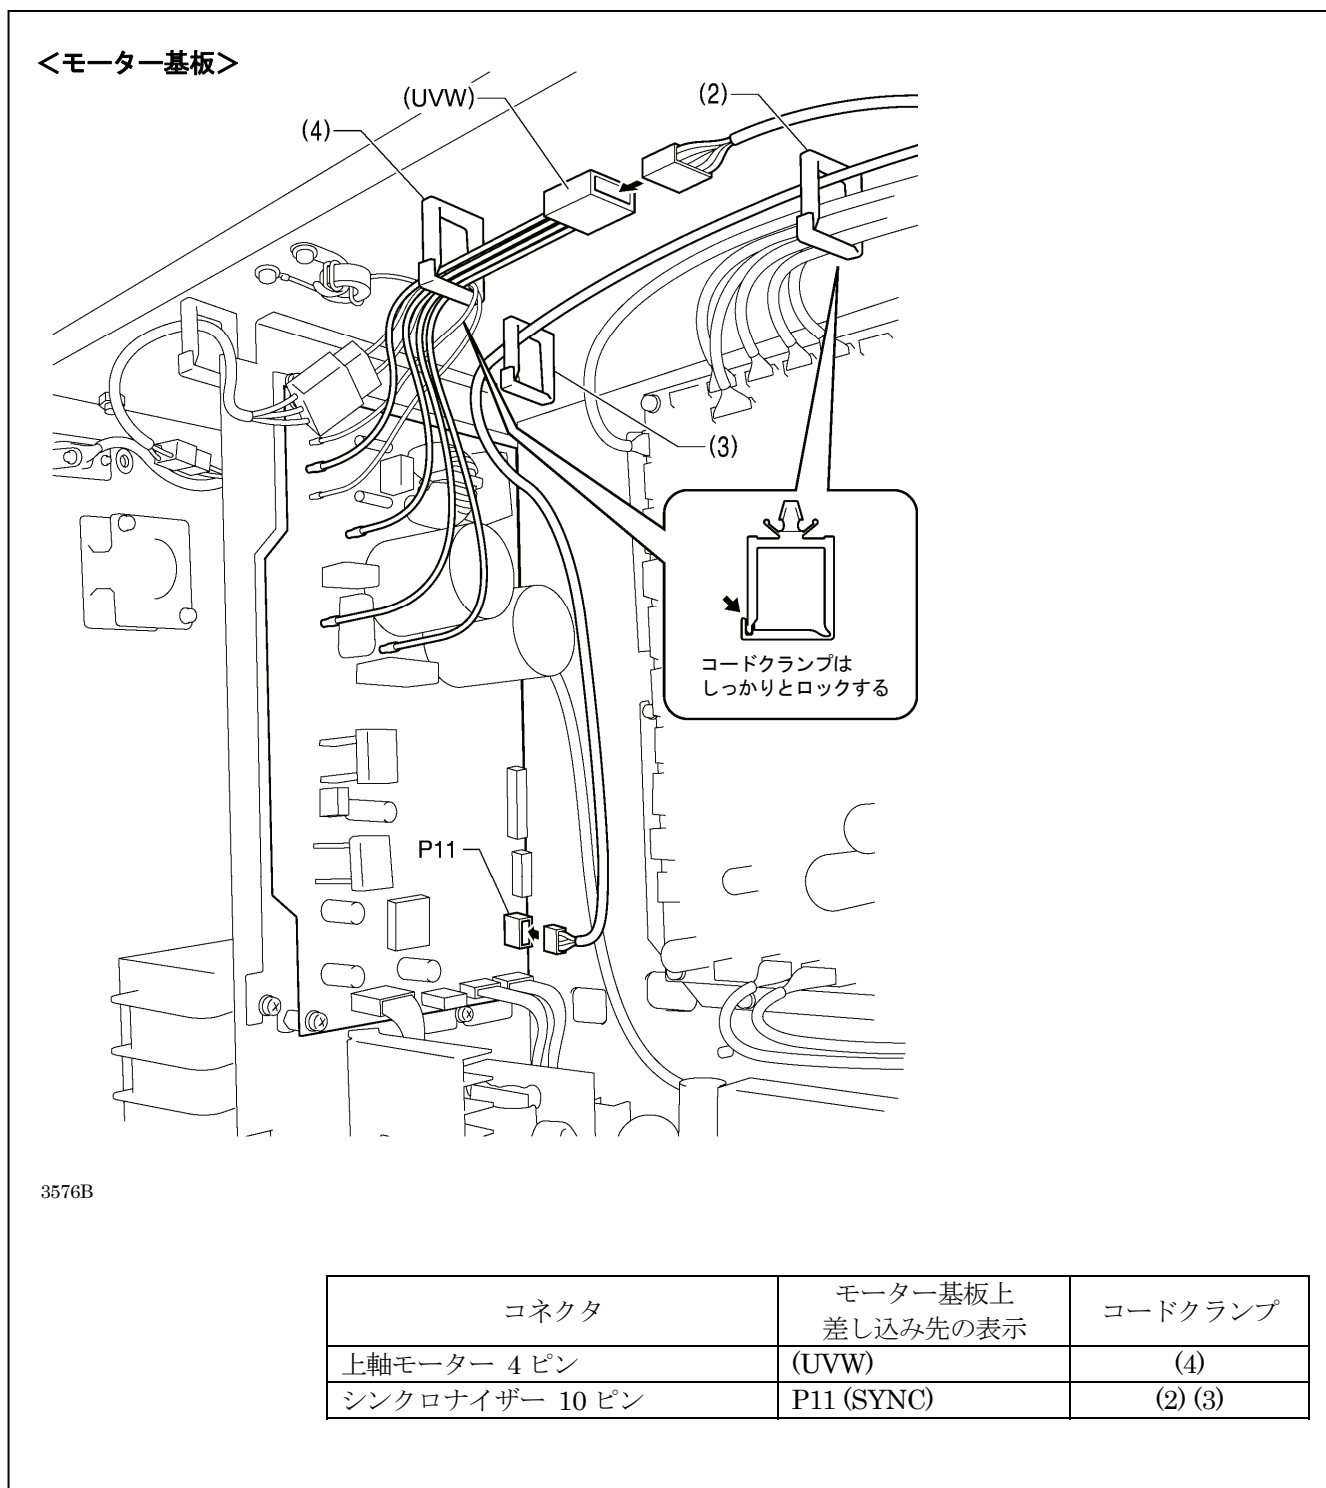 ＜モーター基板＞
(UVW)
(2)
(4)
(3)
コードクランプは
しっかりとロックする
P11
3576B
コネクタ モーター基板上 差し込み先の表示 コードクランプ
上軸モーター 4 ピン (UVW) (4)
シンクロナイザー 10 ピン P11 (SYNC) (2) (3)